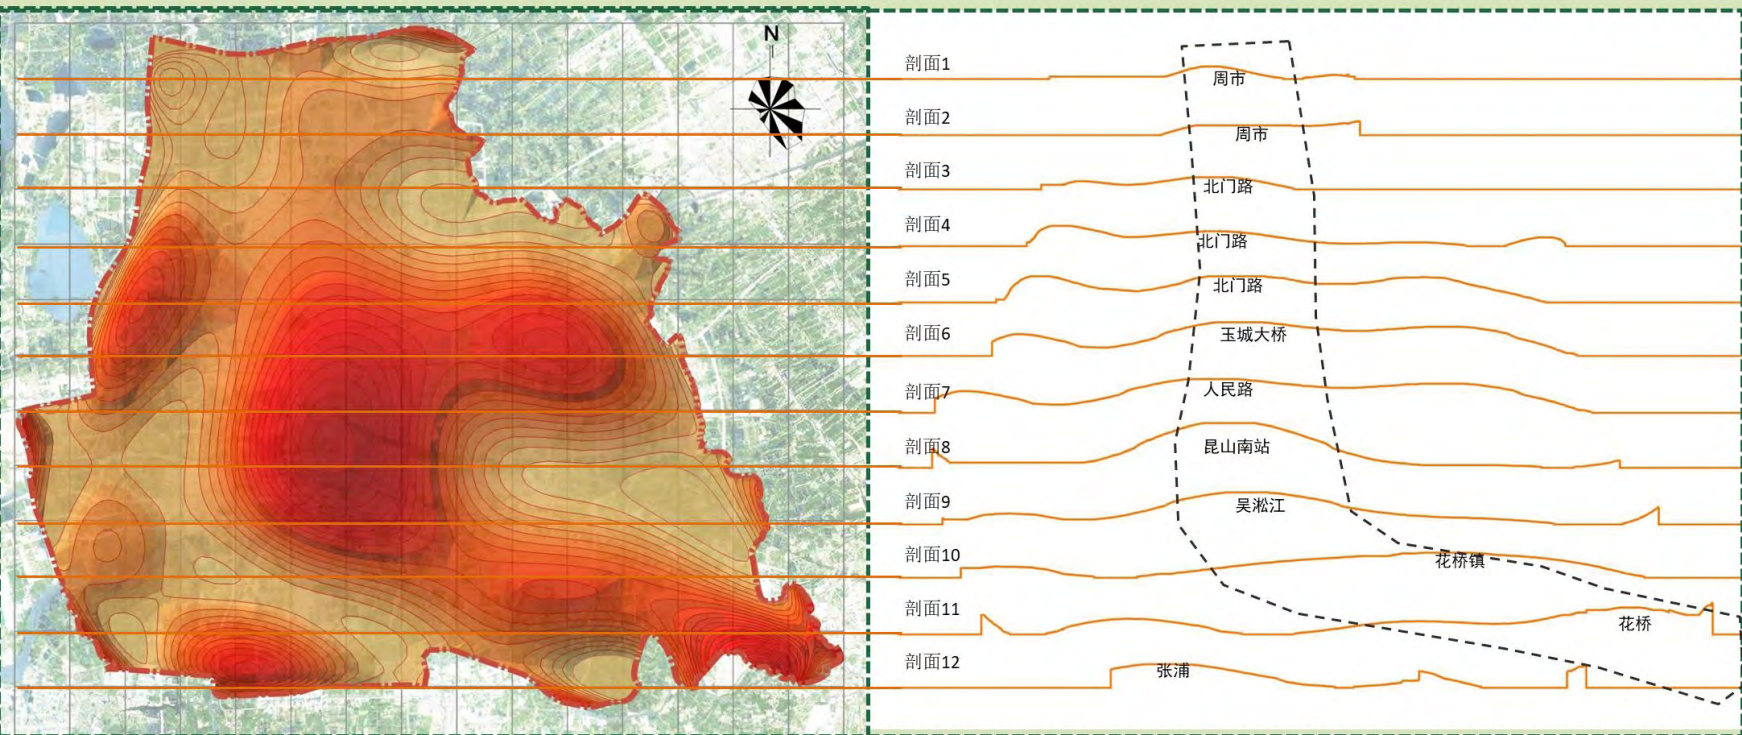 N
剖面1
周市
剖面2
周市
剖面3
北门路
剖面4
北门路
剖面5
北门路
剖面6
玉城大桥
剖面7
人民路
剖面8
昆山南站
剖面9
吴淞江
剖面10
花桥镇
剖面11
花桥
剖面12
张浦